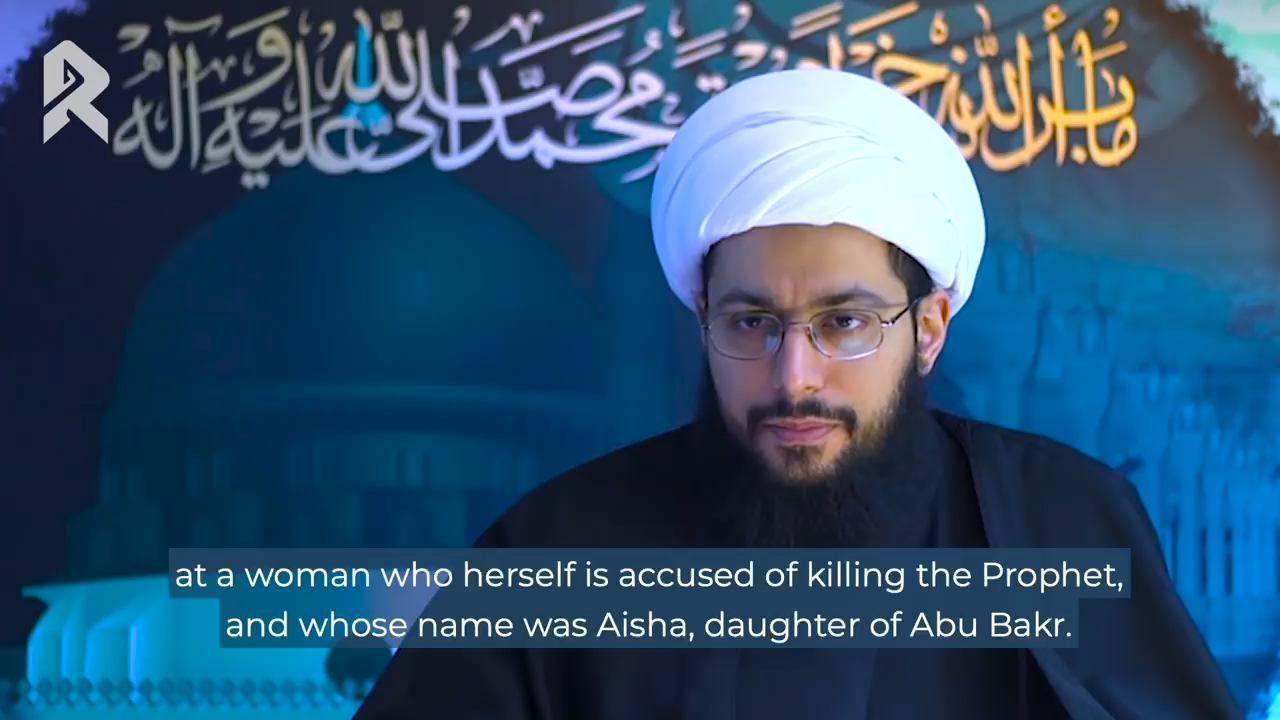 محمد صلى الله عليه وآله
at a woman who herself is accused of killing the Prophet,
and whose name was Aisha, daughter of Abu Bakr.